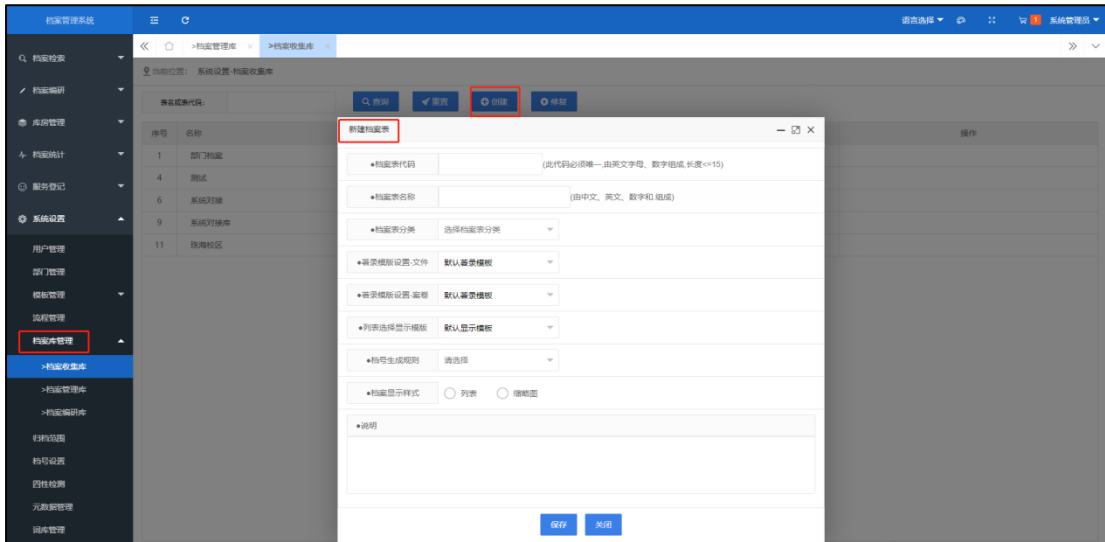 档案管理系统
语言选择
1
系统管理员
>档案管理库 ×
>档案收集库 ×
当前位置: 系统设置-档案收集库
表名或表代码:
查询
重置
创建
修复
序号 名称 操作
1 部门档案
4 测试
6 系统对接
9 系统对接库
11 珠海校区
档案检索
档案编研
库房管理
档案统计
服务登记
系统设置
用户管理
部门管理
模板管理
流程管理
档案库管理
>档案收集库
>档案管理库
>档案编研库
归档范围
档号设置
四性检测
元数据管理
词库管理
新建档案表
●档案表代码 (此代码必须唯一,由英文字母、数字组成,长度<=15)
●档案表名称 (由中文、英文、数字和.组成)
●档案表分类 选择档案表分类
●著录模版设置-文件 默认著录模板
●著录模版设置-案卷 默认著录模板
●列表选择显示模版 默认显示模板
●档号生成规则 请选择
●档案显示样式 列表 缩略图
●说明
保存 关闭